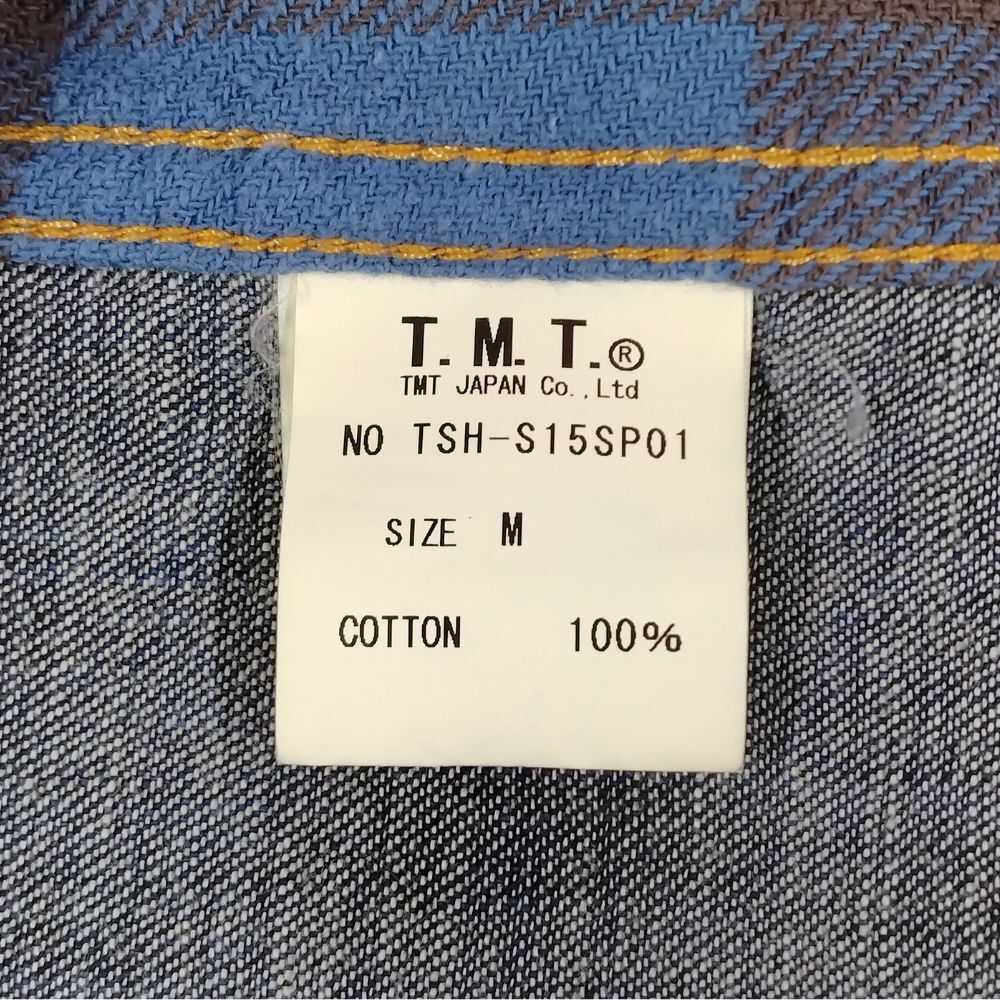 T. M. T.®
TMT JAPAN Co.,Ltd
NO TSH-S15SP01
SIZE M
COTTON 100%